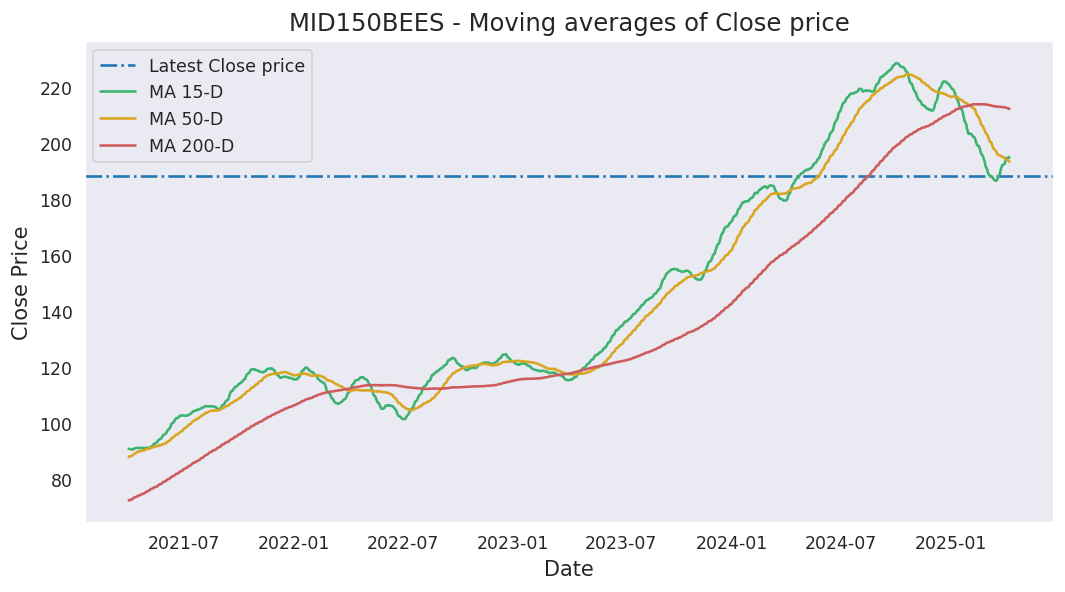 MID150BEES - Moving averages of Close price
Latest Close price
MA 15-D
MA 50-D
MA 200-D
Close Price
220
200
180
160
140
120
100
80
2021-07 2022-01 2022-07 2023-01 2023-07 2024-01 2024-07 2025-01
Date